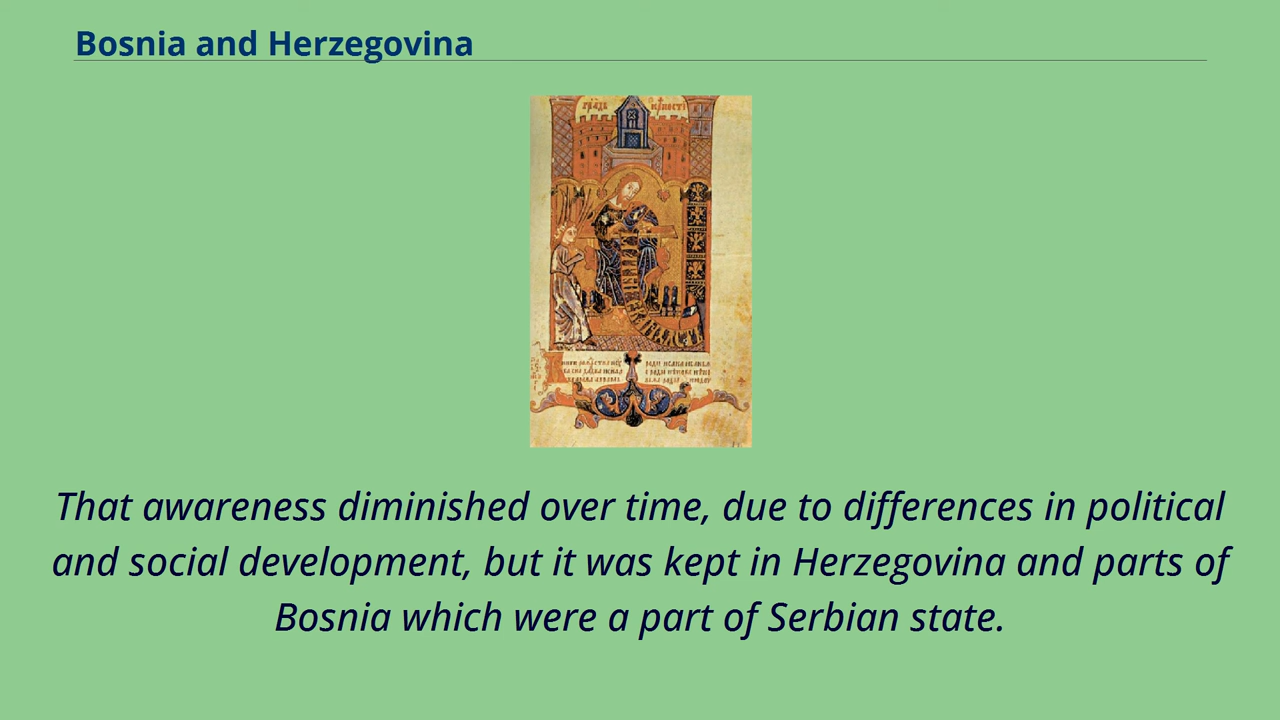 Bosnia and Herzegovina
That awareness diminished over time, due to differences in political
and social development, but it was kept in Herzegovina and parts of
Bosnia which were a part of Serbian state.